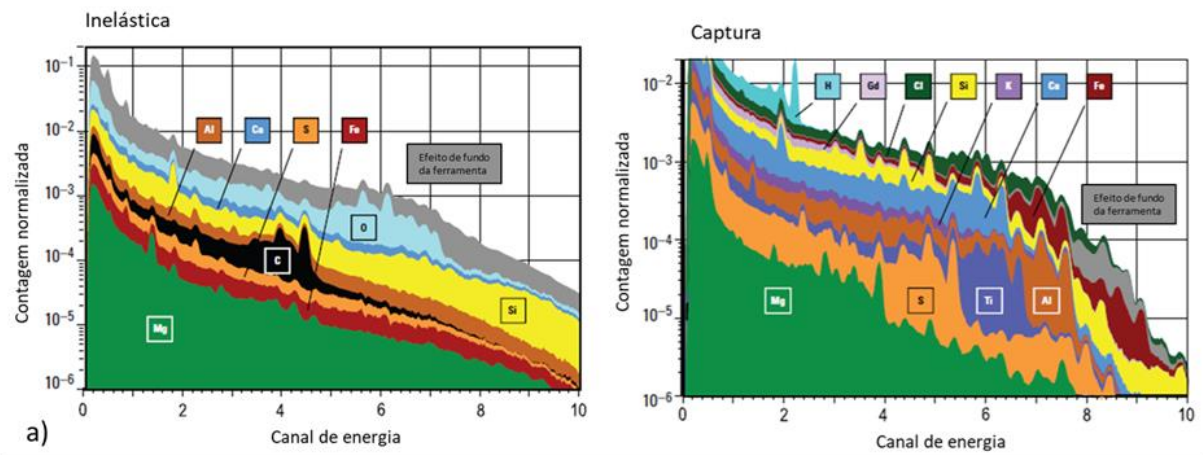 Inelástica
Contagem normalizada
10⁻¹
10⁻²
10⁻³
10⁻⁴
10⁻⁵
10⁻⁶
Al
Ca
S
Fe
Efeito de fundo
da ferramenta
O
C
Si
Mg
0 2 4 6 8 10
Canal de energia
a)
Captura
Contagem normalizada
10⁻²
10⁻³
10⁻⁴
10⁻⁵
10⁻⁶
H
Gd
Cl
Si
K
Ca
Fe
Efeito de fundo
da ferramenta
Mg
S
Ti
Al
0 2 4 6 8 10
Canal de energia